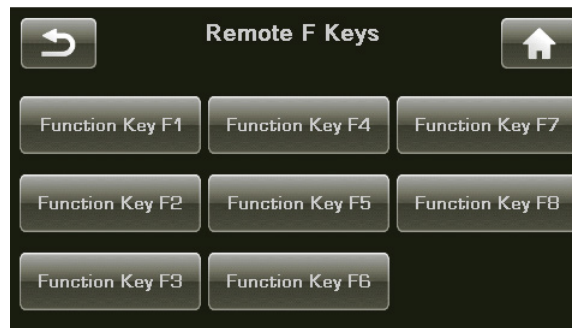 Remote F Keys
Function Key F1 Function Key F4 Function Key F7
Function Key F2 Function Key F5 Function Key F8
Function Key F3 Function Key F6